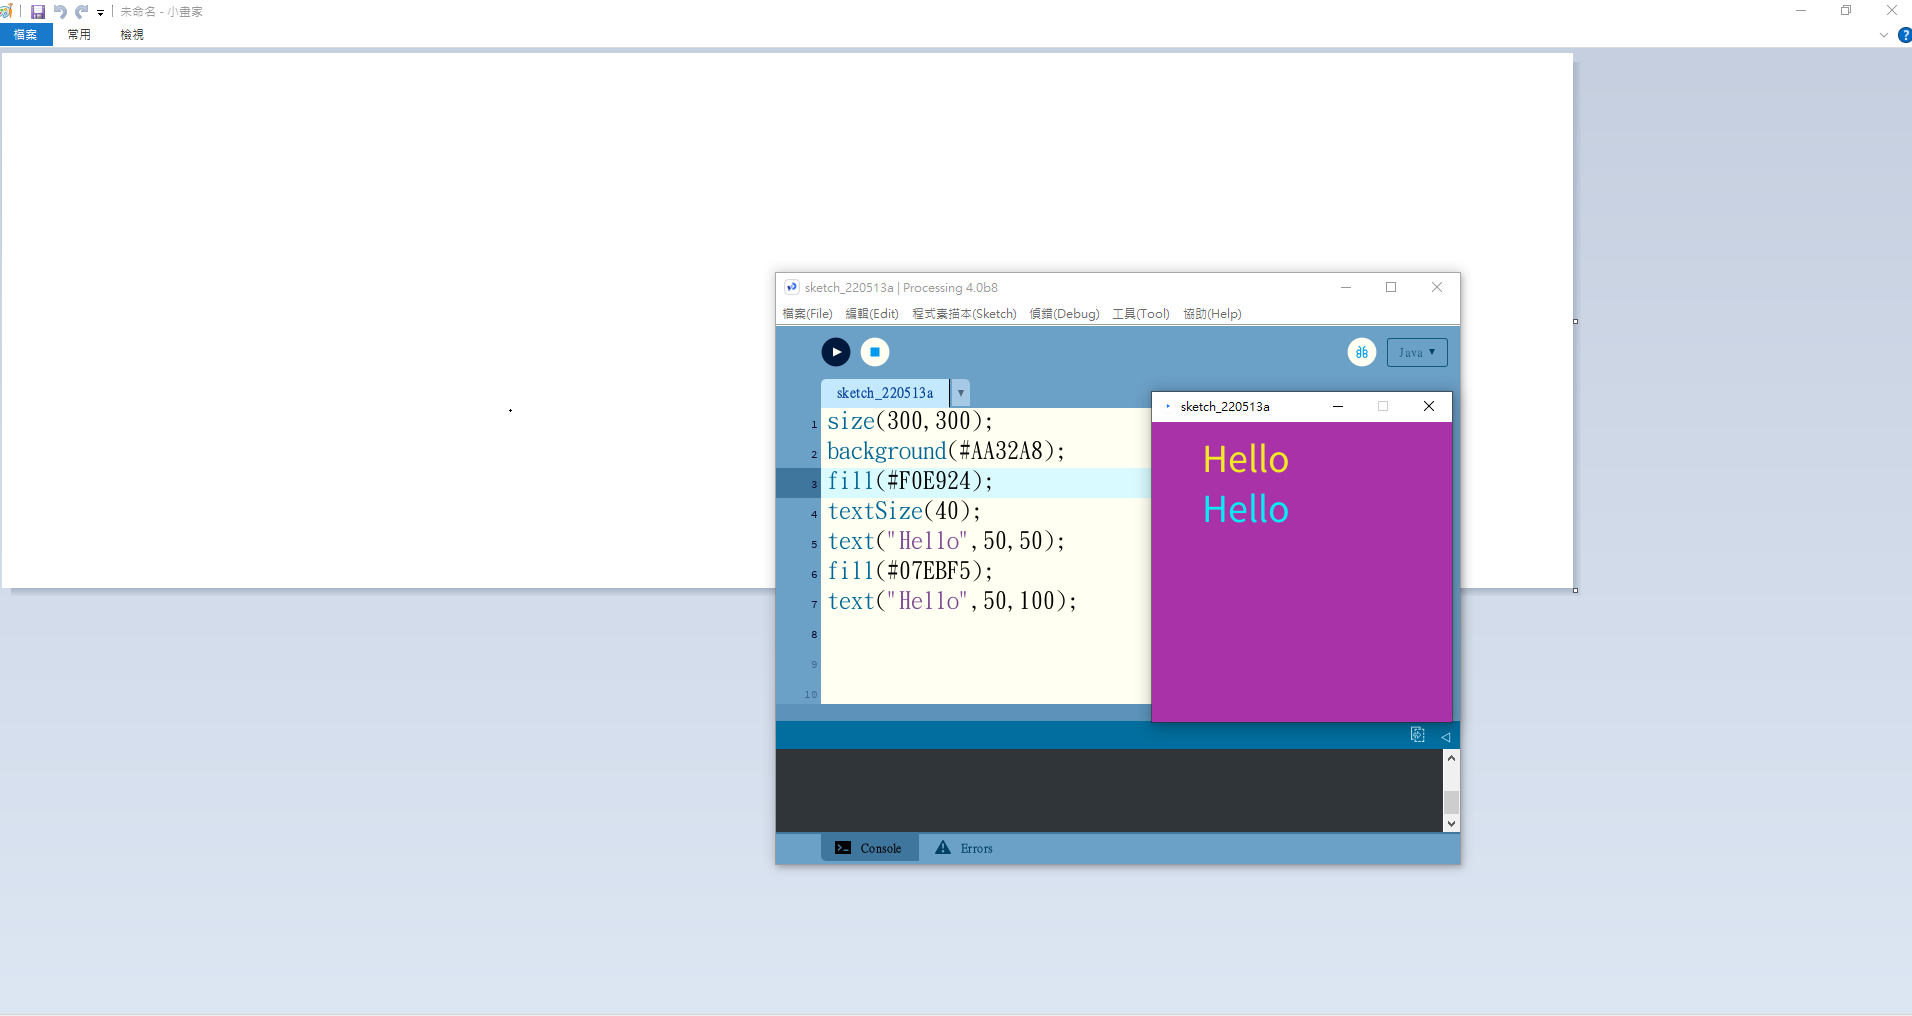 未命名 - 小畫家
檔案 常用 檢視
sketch_220513a | Processing 4.0b8
檔案(File) 編輯(Edit) 程式素描本(Sketch) 偵錯(Debug) 工具(Tool) 協助(Help)
Java
sketch_220513a
1 size(300,300);
2 background(#AA32A8);
3 fill(#F0E924);
4 textSize(40);
5 text("Hello",50,50);
6 fill(#07EBF5);
7 text("Hello",50,100);
8
9
10
sketch_220513a
Hello
Hello
Console Errors